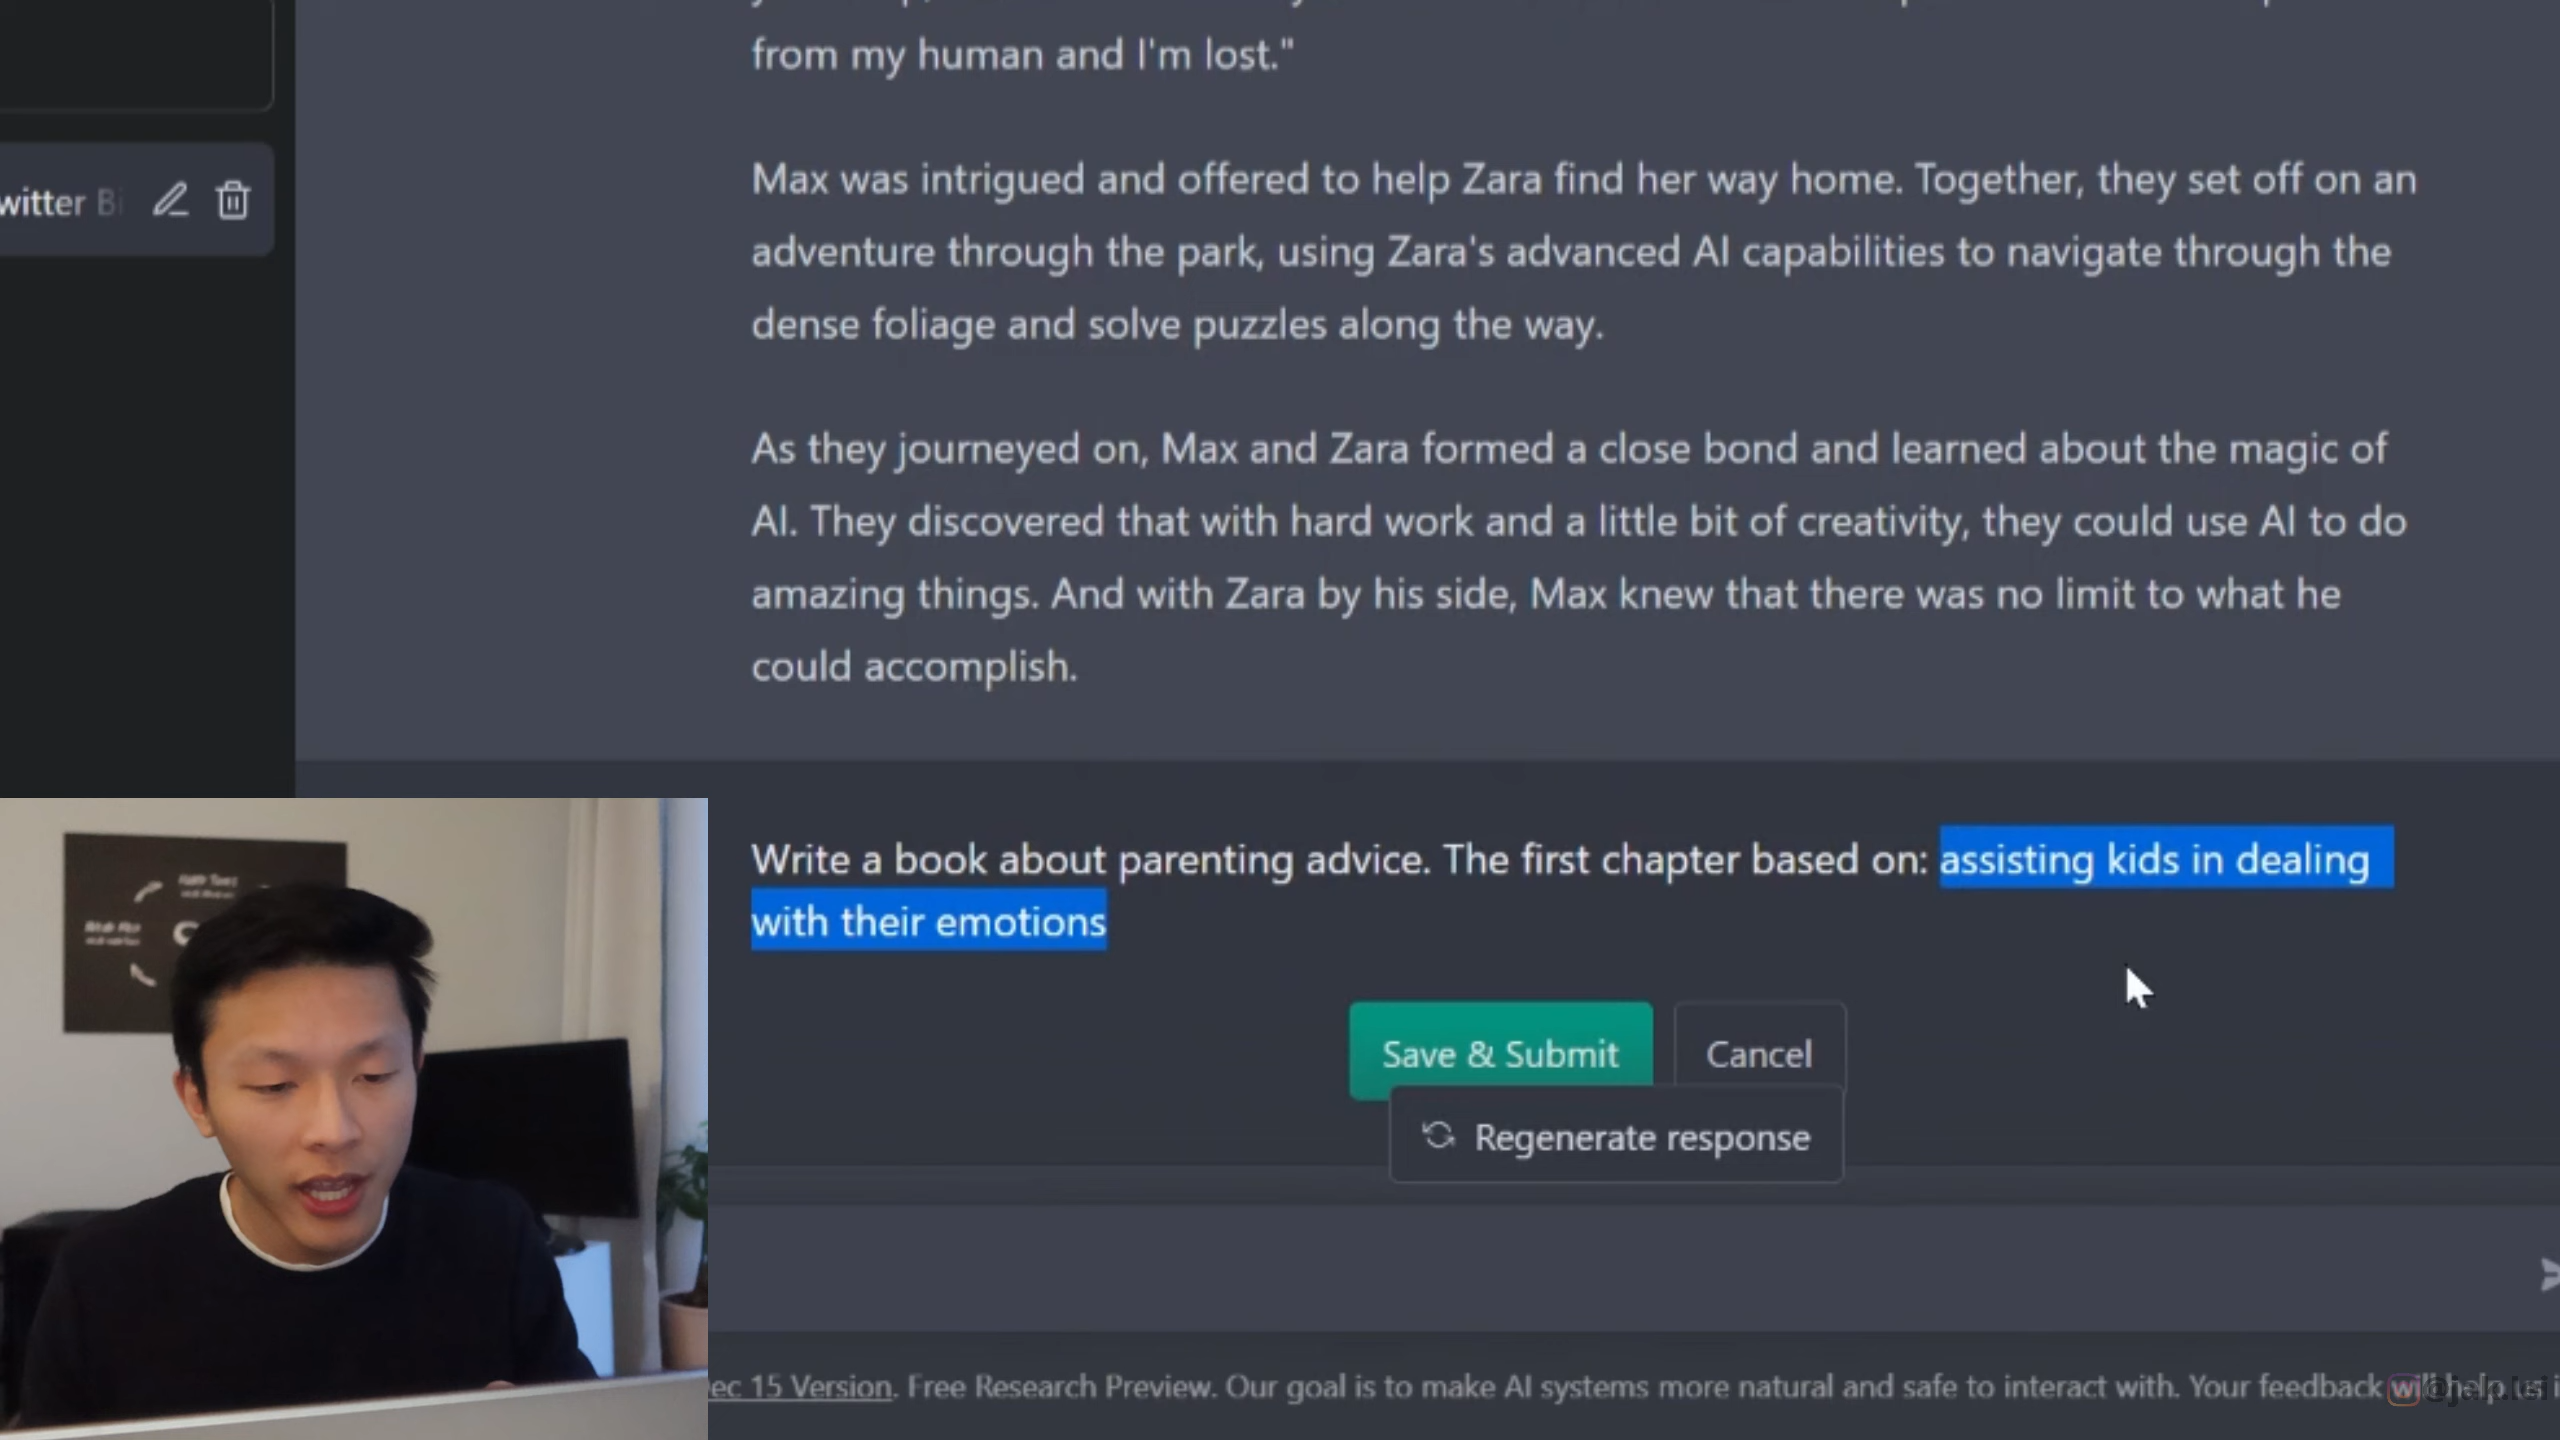 from my human and I'm lost."
witter Bi
Max was intrigued and offered to help Zara find her way home. Together, they set off on an
adventure through the park, using Zara's advanced AI capabilities to navigate through the
dense foliage and solve puzzles along the way.
As they journeyed on, Max and Zara formed a close bond and learned about the magic of
AI. They discovered that with hard work and a little bit of creativity, they could use AI to do
amazing things. And with Zara by his side, Max knew that there was no limit to what he
could accomplish.
Write a book about parenting advice. The first chapter based on: assisting kids in dealing
with their emotions
Save & Submit
Cancel
Regenerate response
ec 15 Version. Free Research Preview. Our goal is to make AI systems more natural and safe to interact with. Your feedback will help us i